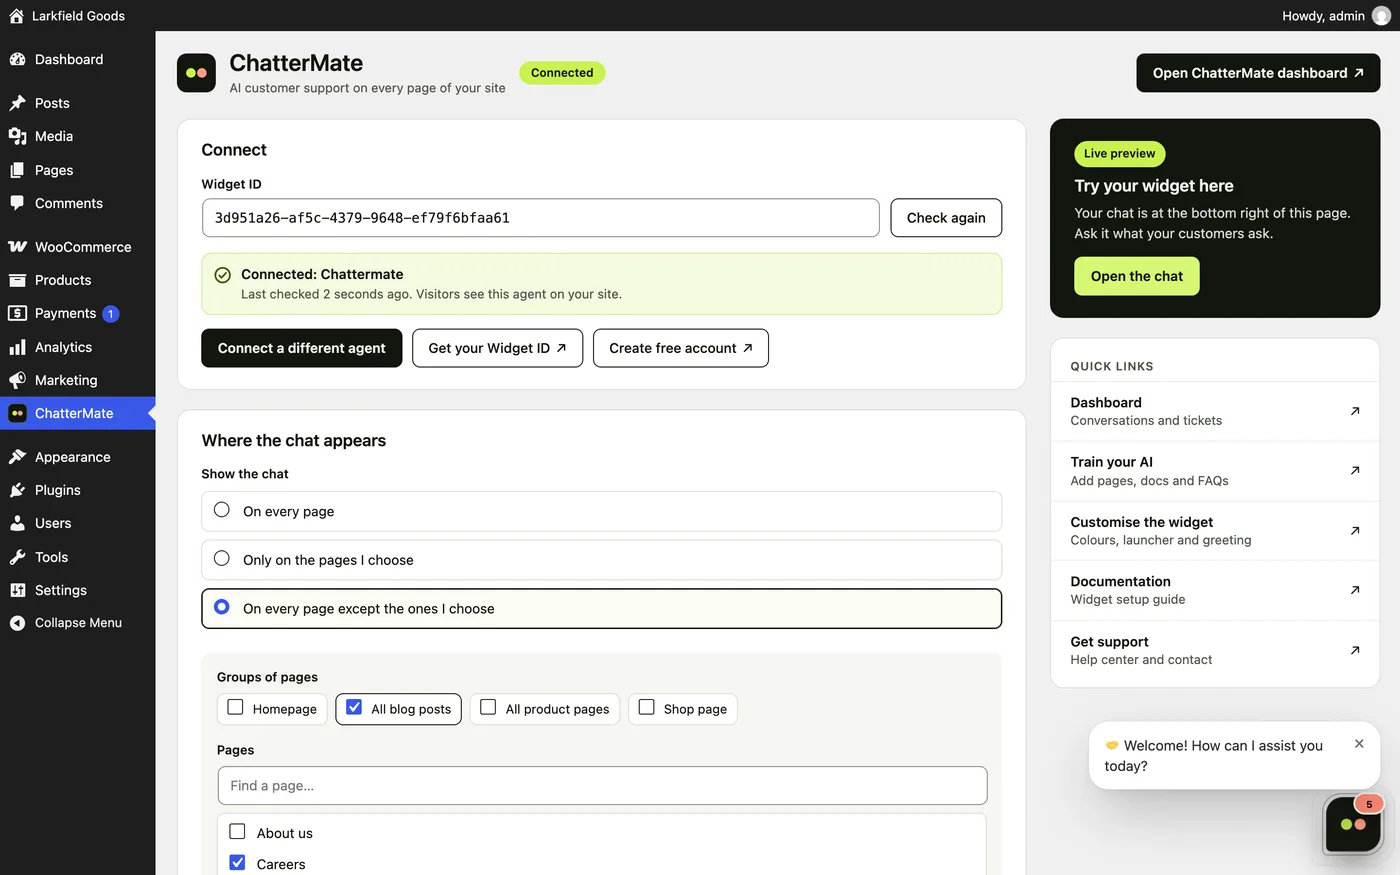 Larkfield Goods
Howdy, admin
Dashboard
Posts
Media
Pages
Comments
WooCommerce
Products
Payments 1
Analytics
Marketing
ChatterMate
Appearance
Plugins
Users
Tools
Settings
Collapse Menu
ChatterMate
AI customer support on every page of your site
Connected
Open ChatterMate dashboard ↗
Connect
Widget ID
3d951a26-af5c-4379-9648-ef79f6bfaa61
Check again
Connected: Chattermate
Last checked 2 seconds ago. Visitors see this agent on your site.
Connect a different agent
Get your Widget ID ↗
Create free account ↗
Where the chat appears
Show the chat
On every page
Only on the pages I choose
On every page except the ones I choose
Groups of pages
Homepage
All blog posts
All product pages
Shop page
Pages
Find a page...
About us
Careers
Live preview
Try your widget here
Your chat is at the bottom right of this page.
Ask it what your customers ask.
Open the chat
QUICK LINKS
Dashboard
Conversations and tickets
Train your AI
Add pages, docs and FAQs
Customise the widget
Colours, launcher and greeting
Documentation
Widget setup guide
Get support
Help center and contact
🤝 Welcome! How can I assist you
today?
5